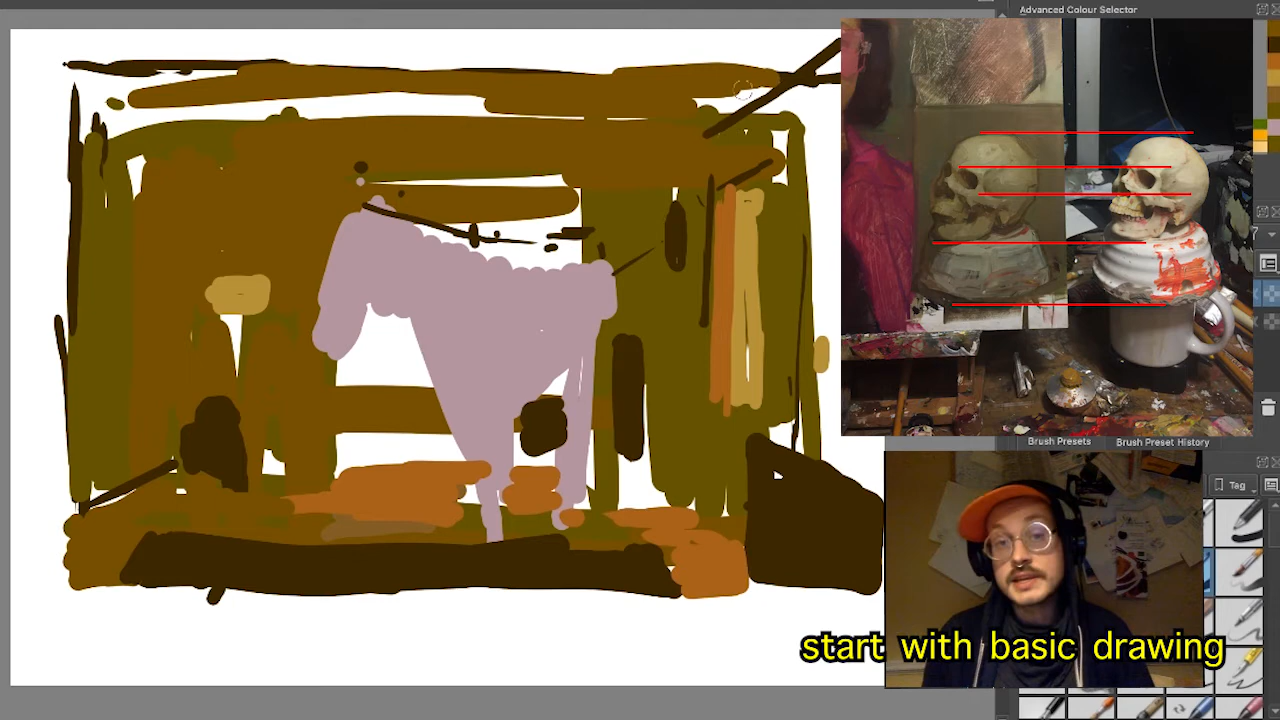 Advanced Colour Selector
Brush Presets
Brush Preset History
Tag
start with basic drawing